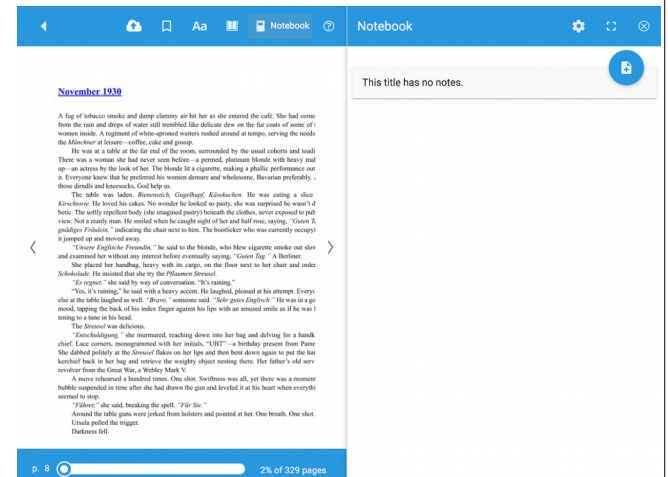 Aa
Notebook
Notebook
This title has no notes.
November 1930
A fug of tobacco smoke and damp clammy air hit her as she entered the café. She had come
from the rain and drops of water still trembled like delicate dew on the fur coats of some of
women inside. A regiment of white-aproned waiters rushed around at tempo, serving the needs
the Münchner at leisure—coffee, cake and gossip.
He was at a table at the far end of the room, surrounded by the usual cohorts and toadi
There was a woman she had never seen before—a permed, platinum blonde with heavy mal
up—an actress by the look of her. The blonde lit a cigarette, making a phallic performance out
it. Everyone knew that he preferred his women demure and wholesome, Bavarian preferably.
those dirndls and kneesocks, God help us.
The table was laden. Bienenstich, Gugelhupf, Käsekuchen. He was eating a slice
Kirschtorte. He loved his cakes. No wonder he looked so pasty, she was surprised he wasn't d
betic. The softly repellent body (she imagined pastry) beneath the clothes, never exposed to pub
view. Not a manly man. He smiled when he caught sight of her and half rose, saying, "Guten T
gnädiges Fräulein," indicating the chair next to him. The bootlicker who was currently occupyi
it jumped up and moved away.
"Unsere Englische Freundin," he said to the blonde, who blew cigarette smoke out slov
and examined her without any interest before eventually saying, "Guten Tag." A Berliner.
She placed her handbag, heavy with its cargo, on the floor next to her chair and order
Schokolade. He insisted that she try the Pflaumen Streusel.
"Es regnet," she said by way of conversation. "It's raining."
"Yes, it's raining," he said with a heavy accent. He laughed, pleased at his attempt. Everyc
else at the table laughed as well. "Bravo," someone said. "Sehr gutes Englisch." He was in a go
mood, tapping the back of his index finger against his lips with an amused smile as if he was l
tening to a tune in his head.
The Streusel was delicious.
"Entschuldigung," she murmured, reaching down into her bag and delving for a handk
chief. Lace corners, monogrammed with her initials, "UBT"—a birthday present from Pamr
She dabbed politely at the Streusel flakes on her lips and then bent down again to put the han
kerchief back in her bag and retrieve the weighty object nesting there. Her father's old serv
revolver from the Great War, a Webley Mark V.
A move rehearsed a hundred times. One shot. Swiftness was all, yet there was a moment
bubble suspended in time after she had drawn the gun and leveled it at his heart when everythi
seemed to stop.
"Führer," she said, breaking the spell. "Für Sie."
Around the table guns were jerked from holsters and pointed at her. One breath. One shot.
Ursula pulled the trigger.
Darkness fell.
p. 8
2% of 329 pages